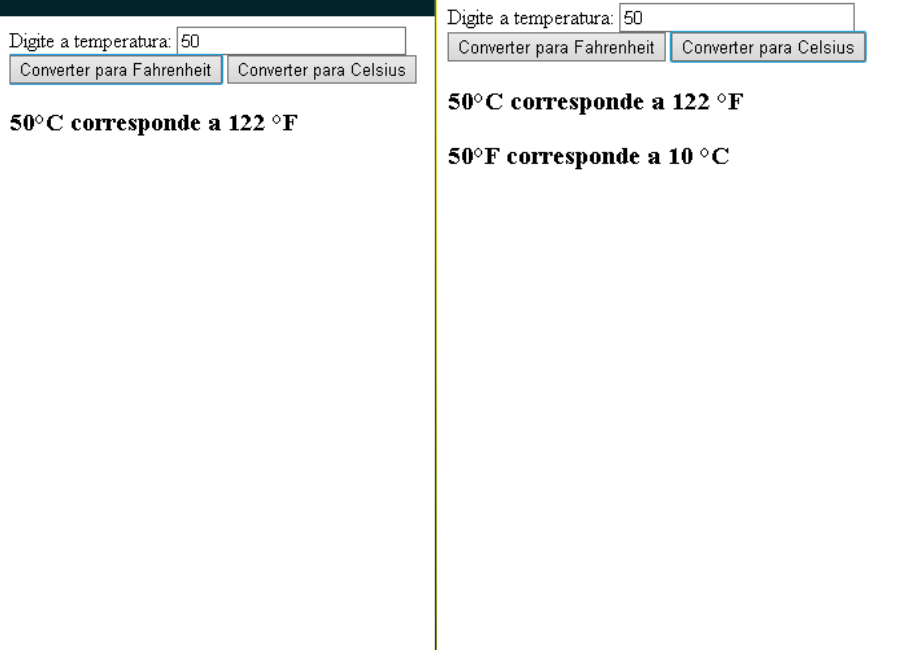 Digite a temperatura: 50
Converter para Fahrenheit Converter para Celsius
50°C corresponde a 122 °F
Digite a temperatura: 50
Converter para Fahrenheit Converter para Celsius
50°C corresponde a 122 °F
50°F corresponde a 10 °C